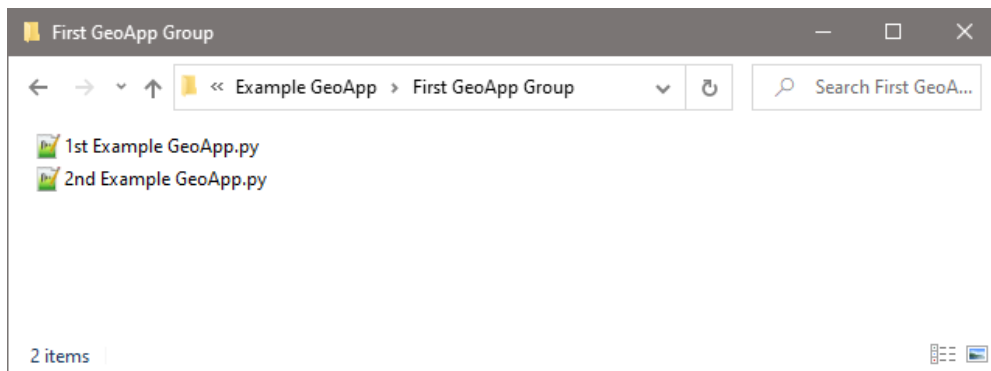 First GeoApp Group
« Example GeoApp › First GeoApp Group
Search First GeoA...
1st Example GeoApp.py
2nd Example GeoApp.py
2 items